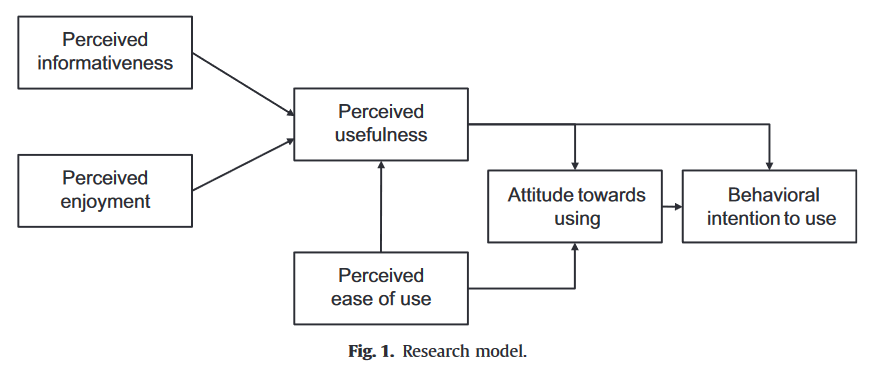 Perceived
informativeness
Perceived
usefulness
Perceived
enjoyment
Attitude towards
using
Behavioral
intention to use
Perceived
ease of use
Fig. 1. Research model.